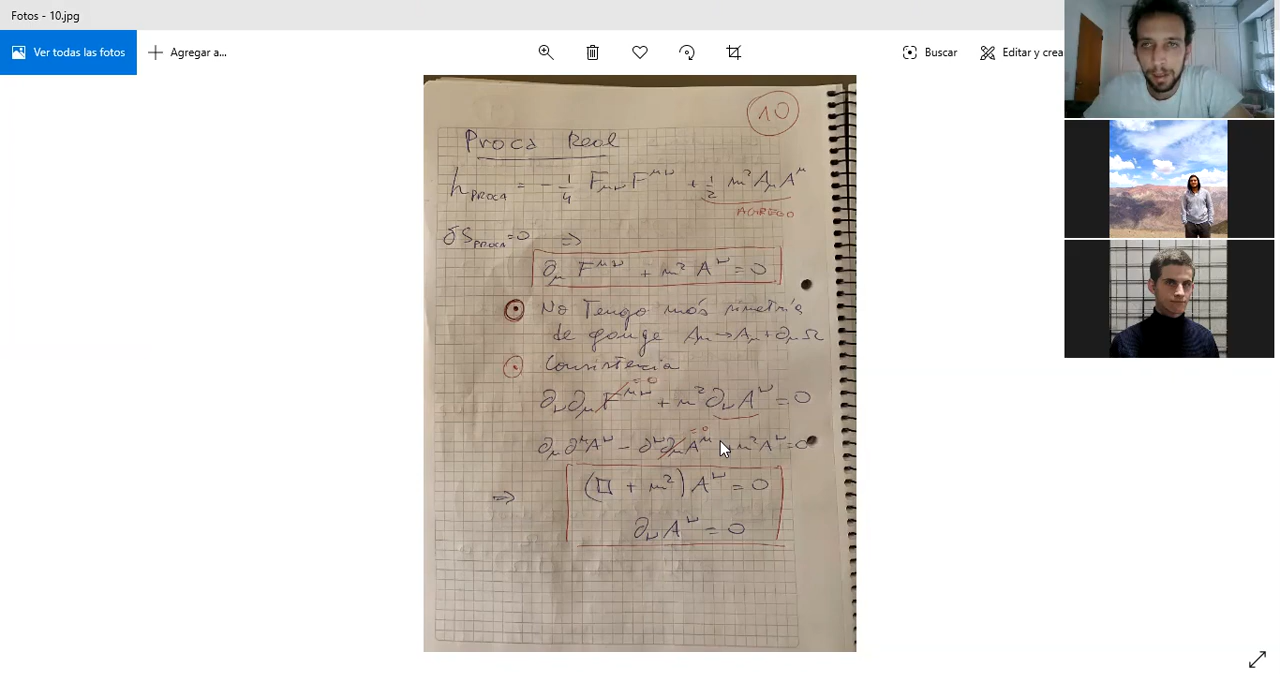 Fotos - 10.jpg
Ver todas las fotos
Agregar a...
Buscar
Editar y crea
10
Proca Real
ℒ_PROCA = -1/4 F_μν F^μν + 1/2 m² A_μ A^μ
AGREGO
δS_PROCA = 0 ⇒
∂_μ F^μν + m² A^ν = 0
No Tengo más simetría
de gauge A_μ → A_μ + ∂_μ Ω
Consistencia
= 0
∂_ν ∂_μ F^μν + m² ∂_ν A^ν = 0
= 0
∂_μ ∂^μ A^ν - ∂^ν ∂_μ A^μ + m² A^ν = 0
⇒ (□ + m²) A^ν = 0
∂_ν A^ν = 0